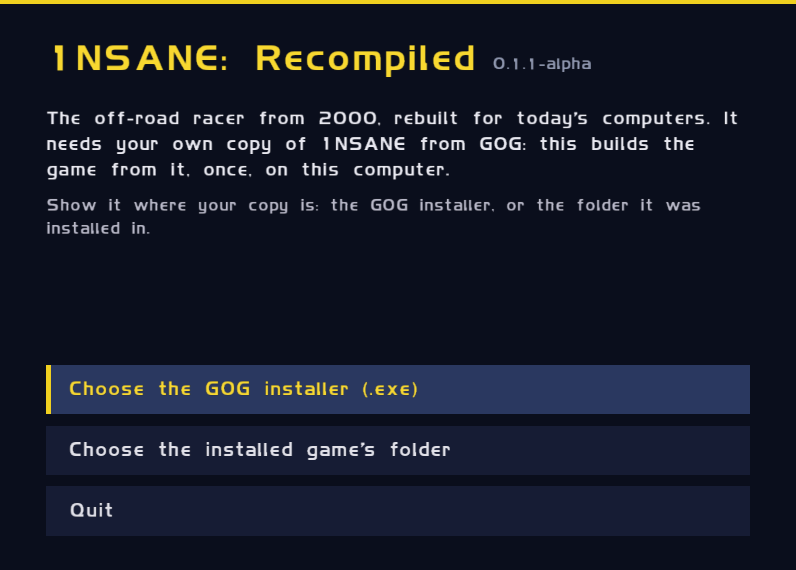 1NSANE: Recompiled 0.1.1-alpha
The off-road racer from 2000, rebuilt for today's computers. It
needs your own copy of 1NSANE from GOG: this builds the
game from it, once, on this computer.
Show it where your copy is: the GOG installer, or the folder it was
installed in.
Choose the GOG installer (.exe)
Choose the installed game's folder
Quit